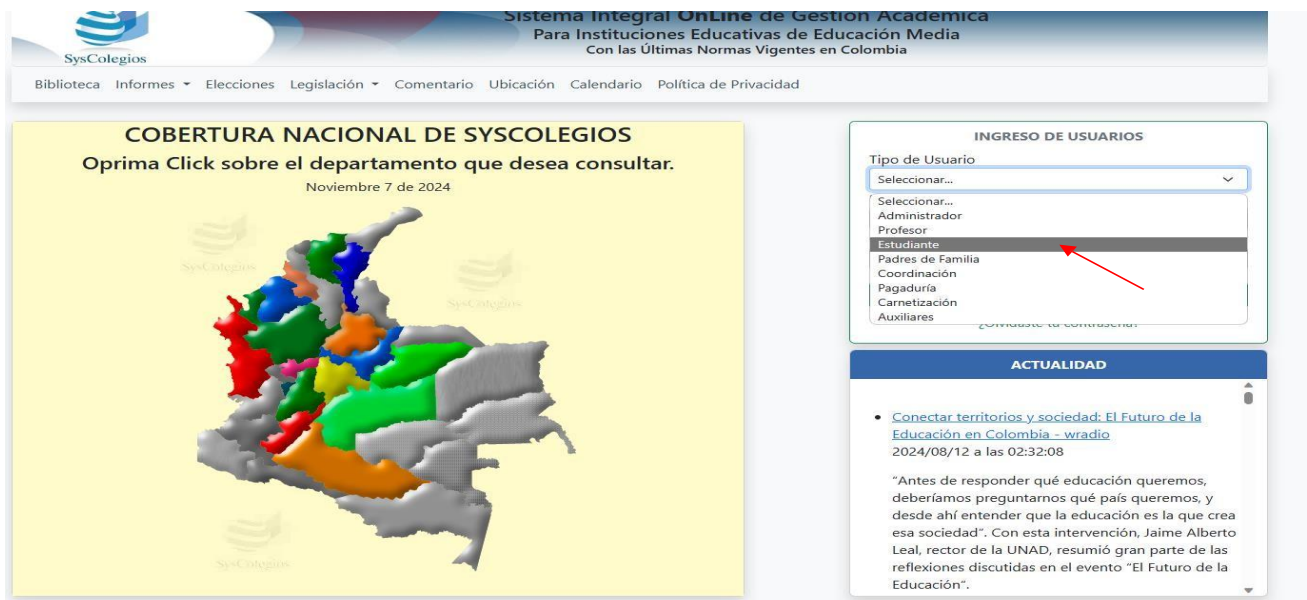 Sistema Integral OnLine de Gestión Académica
Para Instituciones Educativas de Educación Media
Con las Últimas Normas Vigentes en Colombia
SysColegios
Biblioteca Informes Elecciones Legislación Comentario Ubicación Calendario Política de Privacidad
COBERTURA NACIONAL DE SYSCOLEGIOS
Oprima Click sobre el departamento que desea consultar.
Noviembre 7 de 2024
SysColegios
SysColegios
SysColegios
INGRESO DE USUARIOS
Tipo de Usuario
Seleccionar...
Seleccionar...
Administrador
Profesor
Estudiante
Padres de Familia
Coordinación
Pagaduría
Carnetización
Auxiliares
¿Olvidaste tu contraseña?
ACTUALIDAD
Conectar territorios y sociedad: El Futuro de la
Educación en Colombia - wradio
2024/08/12 a las 02:32:08
“Antes de responder qué educación queremos,
deberíamos preguntarnos qué país queremos, y
desde ahí entender que la educación es la que crea
esa sociedad”. Con esta intervención, Jaime Alberto
Leal, rector de la UNAD, resumió gran parte de las
reflexiones discutidas en el evento “El Futuro de la
Educación”.